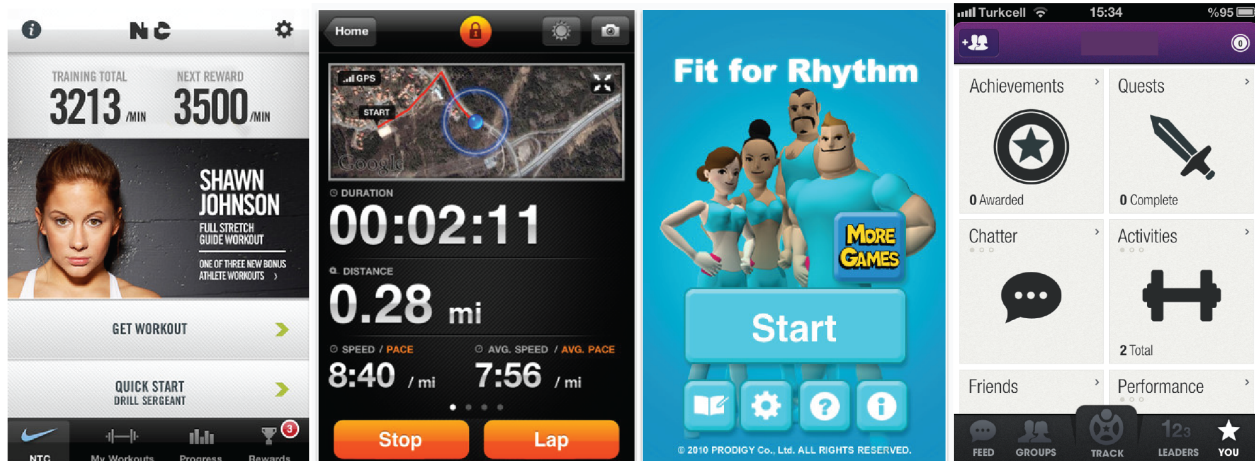 N C
TRAINING TOTAL
3213 /MIN
NEXT REWARD
3500 /MIN
SHAWN
JOHNSON
FULL STRETCH
GUIDE WORKOUT
ONE OF THREE NEW BONUS
ATHLETE WORKOUTS
GET WORKOUT
QUICK START
DRILL SERGEANT
NTC
My Workouts
Progress
3
Rewards
Home
GPS
START
Google
DURATION
00:02:11
DISTANCE
0.28 mi
SPEED / PACE
8:40 / mi
AVG. SPEED / AVG. PACE
7:56 / mi
Stop
Lap
Fit for Rhythm
MORE
GAMES
Start
© 2010 PRODIGY Co., Ltd. ALL RIGHTS RESERVED.
Turkcell 15:34 %95
0
Achievements
0 Awarded
Quests
0 Complete
Chatter
Activities
2 Total
Friends
Performance
FEED
GROUPS
TRACK
123
LEADERS
YOU